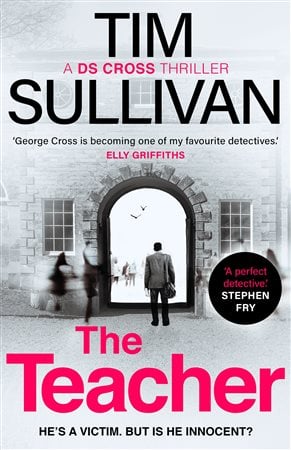 TIM
A DS CROSS THRILLER
SULLIVAN
‘George Cross is becoming one of my favourite detectives.’
ELLY GRIFFITHS
‘A perfect
detective.’
STEPHEN
FRY
The
Teacher
HE'S A VICTIM. BUT IS HE INNOCENT?